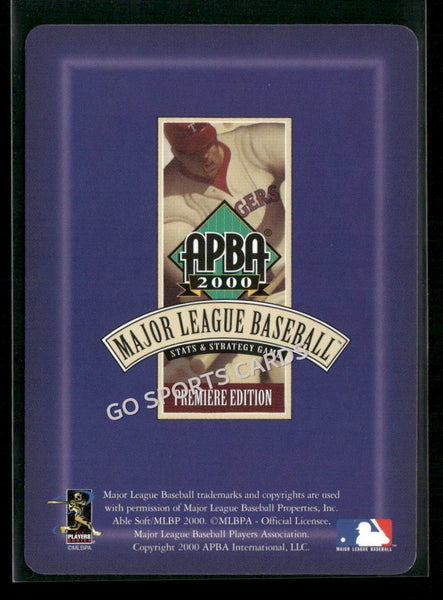 T
GERS
APBA®
2000
MAJOR LEAGUE BASEBALL™
STATS & STRATEGY GAME
GO SPORTS CARDS
PREMIERE EDITION
Major League Baseball trademarks and copyrights are used
with permission of Major League Baseball Properties, Inc.
Able Soft/MLBP 2000. ©MLBPA - Official Licensee,
Major League Baseball Players Association.
Copyright 2000 APBA International, LLC.
PLAYERS
©MLBPA
MAJOR LEAGUE BASEBALL